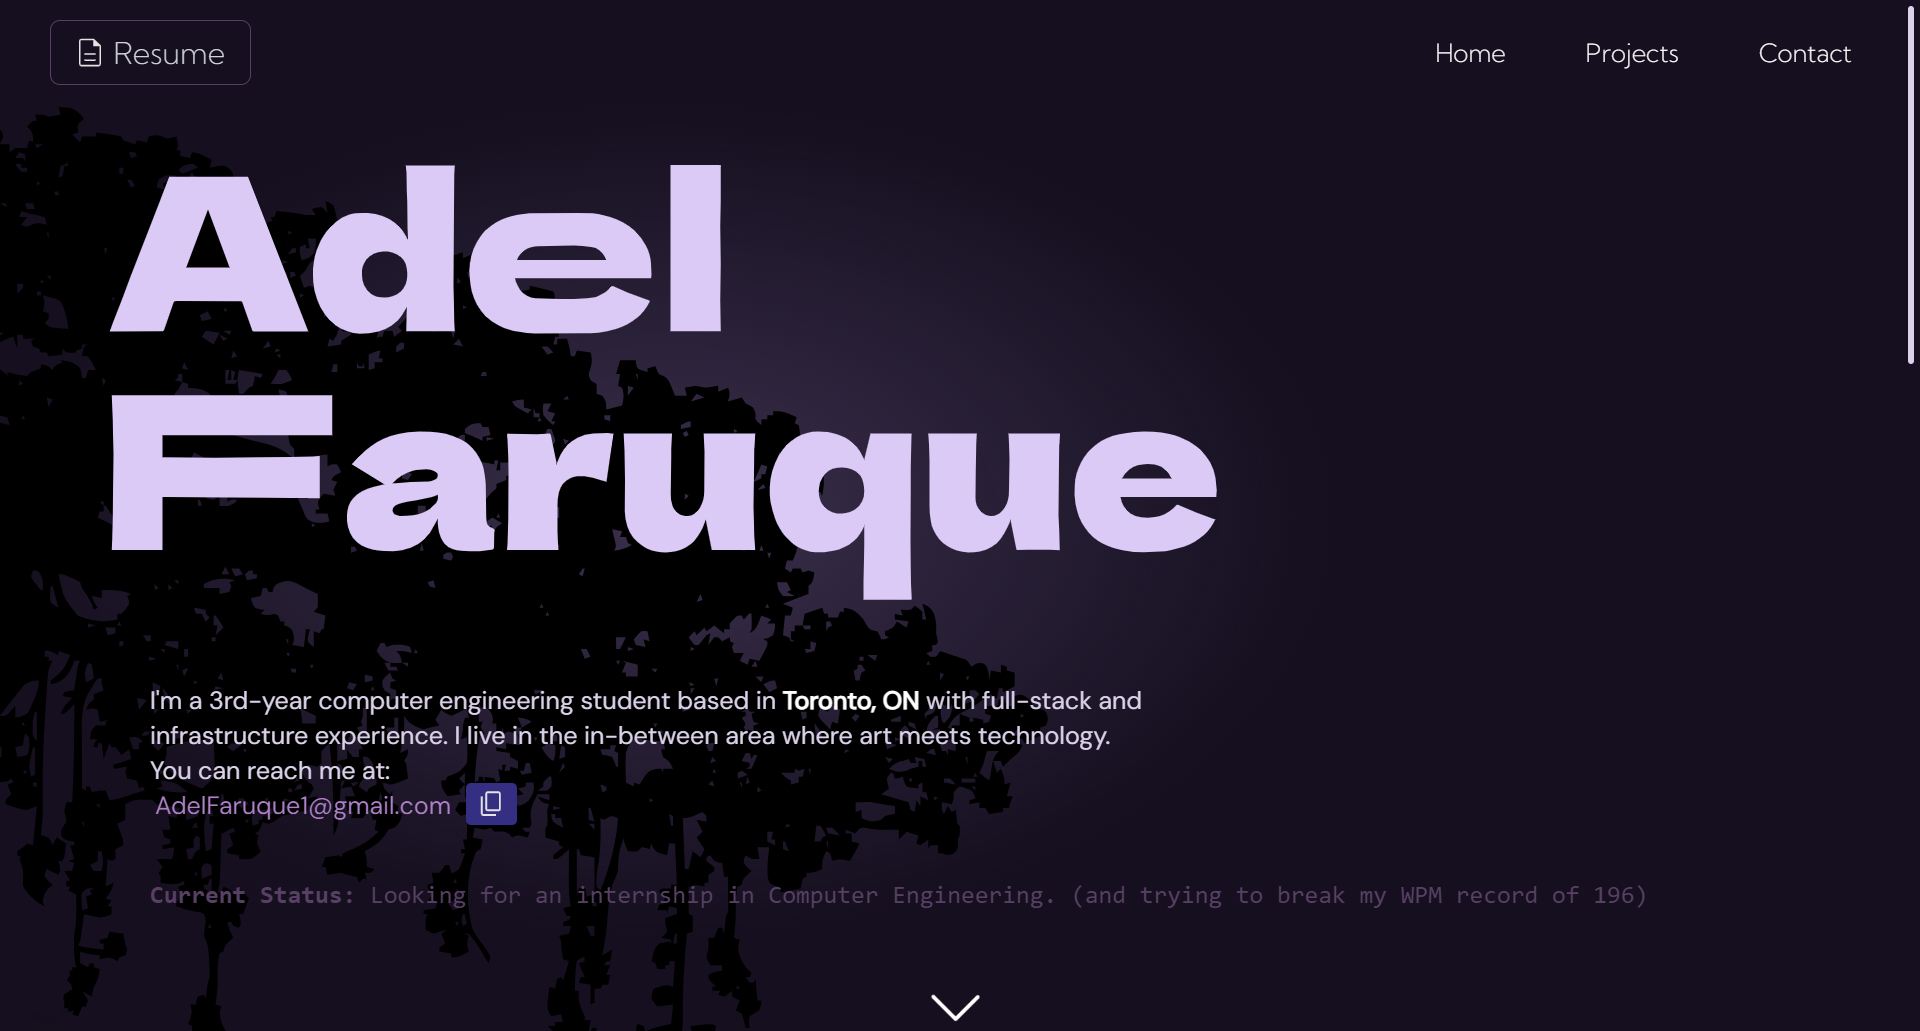 Resume
Home
Projects
Contact
Adel
Faruque
I'm a 3rd-year computer engineering student based in Toronto, ON with full-stack and
infrastructure experience. I live in the in-between area where art meets technology.
You can reach me at:
AdelFaruque1@gmail.com
Current Status: Looking for an internship in Computer Engineering. (and trying to break my WPM record of 196)